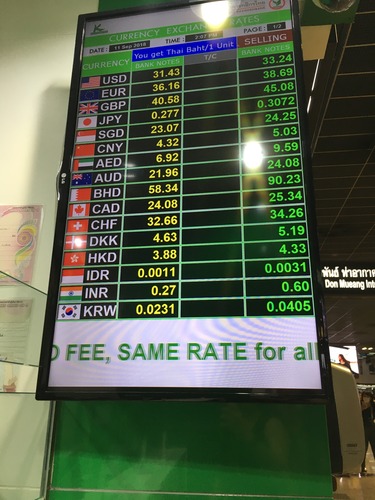 CURRENCY EXCHANGE RATES
DATE : 11 Sep 2018 TIME : 2:07 PM PAGE : 1/2
You get Thai Baht/1 Unit SELLING
CURRENCY BANK NOTES T/C BANK NOTES
USD 31.43 33.24
EUR 36.16 38.69
GBP 40.58 45.08
JPY 0.277 0.3072
SGD 23.07 24.25
CNY 4.32 5.03
AED 6.92 9.59
AUD 21.96 24.08
BHD 58.34 90.23
CAD 24.08 25.34
CHF 32.66 34.26
DKK 4.63 5.19
HKD 3.88 4.33
IDR 0.0011 0.0031
INR 0.27 0.60
KRW 0.0231 0.0405
FEE, SAME RATE for all
LG
Don Mueang